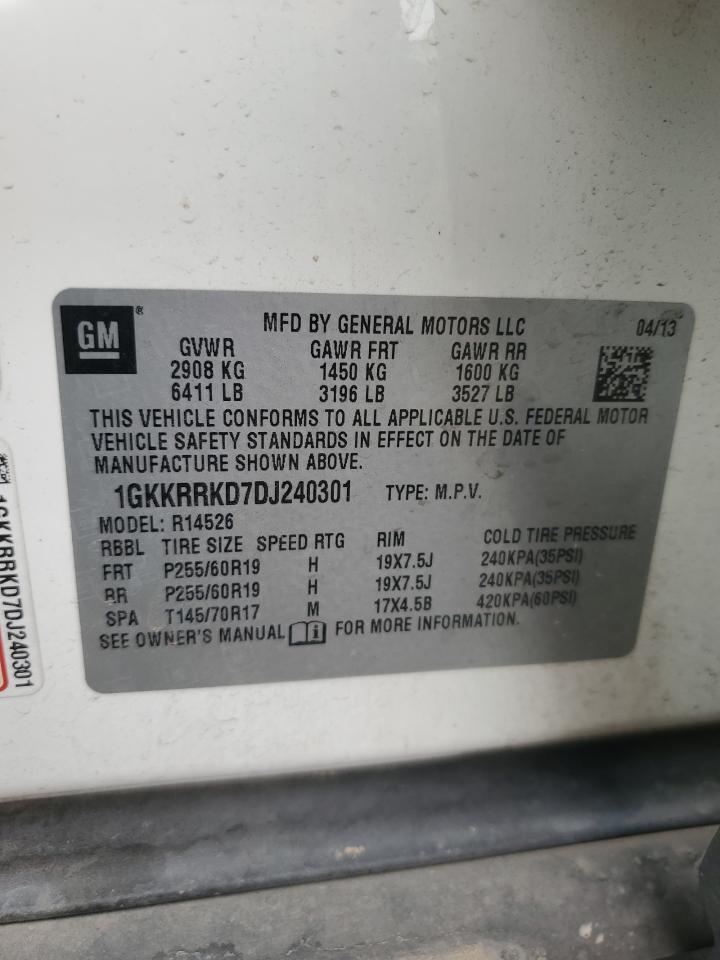 GM®
MFD BY GENERAL MOTORS LLC 04/13
GVWR GAWR FRT GAWR RR
2908 KG 1450 KG 1600 KG
6411 LB 3196 LB 3527 LB
THIS VEHICLE CONFORMS TO ALL APPLICABLE U.S. FEDERAL MOTOR
VEHICLE SAFETY STANDARDS IN EFFECT ON THE DATE OF
MANUFACTURE SHOWN ABOVE.
1GKKRRKD7DJ240301 TYPE: M.P.V.
MODEL: R14526
RBBL TIRE SIZE SPEED RTG RIM COLD TIRE PRESSURE
FRT P255/60R19 H 19X7.5J 240KPA(35PSI)
RR P255/60R19 H 19X7.5J 240KPA(35PSI)
SPA T145/70R17 M 17X4.5B 420KPA(60PSI)
SEE OWNER'S MANUAL i FOR MORE INFORMATION.
1GKKRRKD7DJ240301